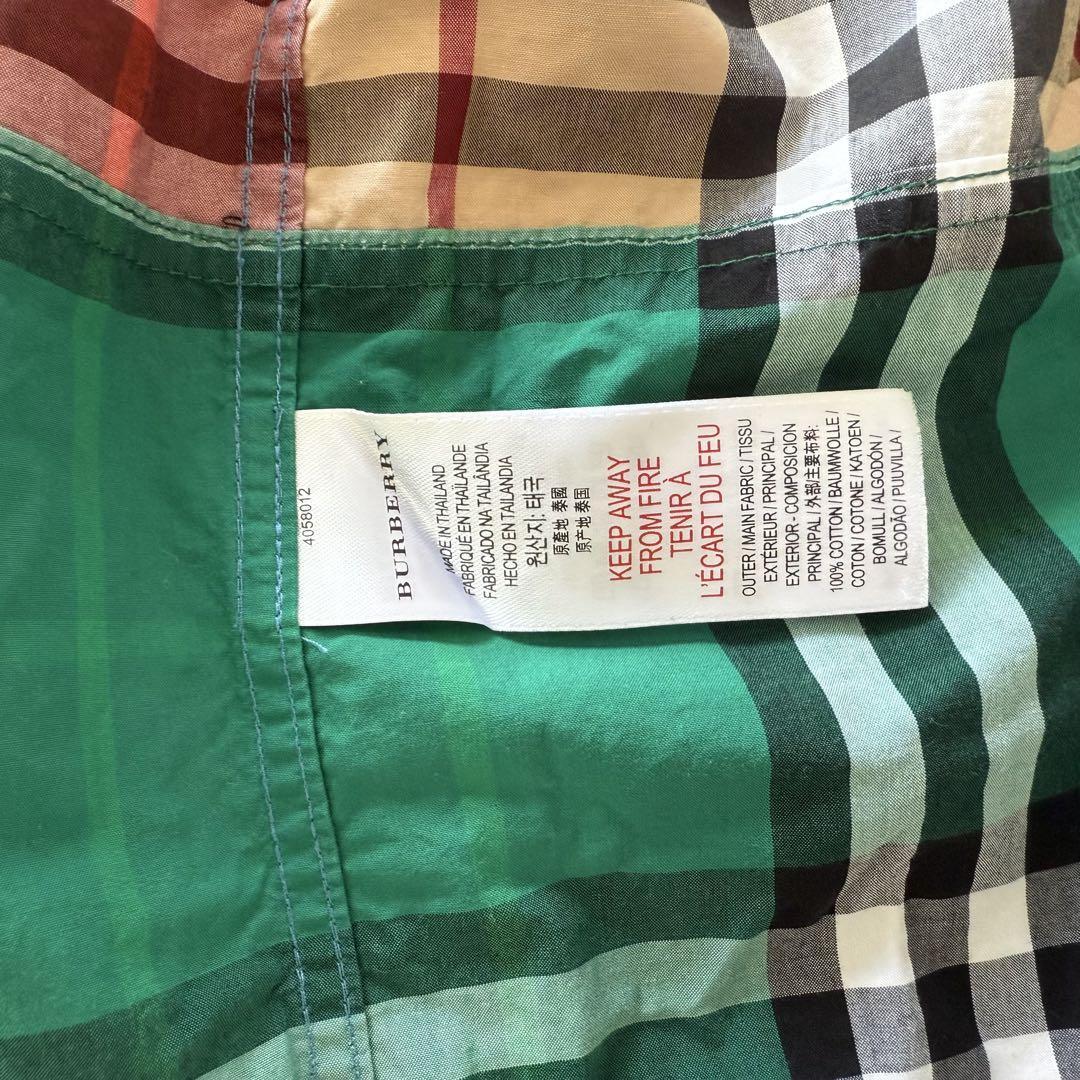 4058012
BURBERRY
MADE IN THAILAND
FABRIQUÉ EN THAÏLANDE
FABRICADO NA TAILÂNDIA
HECHO EN TAILANDIA
원산지: 태국
原產地 泰國
原产地 泰国
KEEP AWAY
FROM FIRE
TENIR À
L'ÉCART DU FEU
OUTER / MAIN FABRIC / TISSU
EXTÉRIEUR / PRINCIPAL /
EXTERIOR - COMPOSICION
PRINCIPAL / 外部/主要布料:
100% COTTON / BAUMWOLLE /
COTON / COTONE / KATOEN /
BOMULL / ALGODÓN /
ALGODÃO / PUUVILLA /